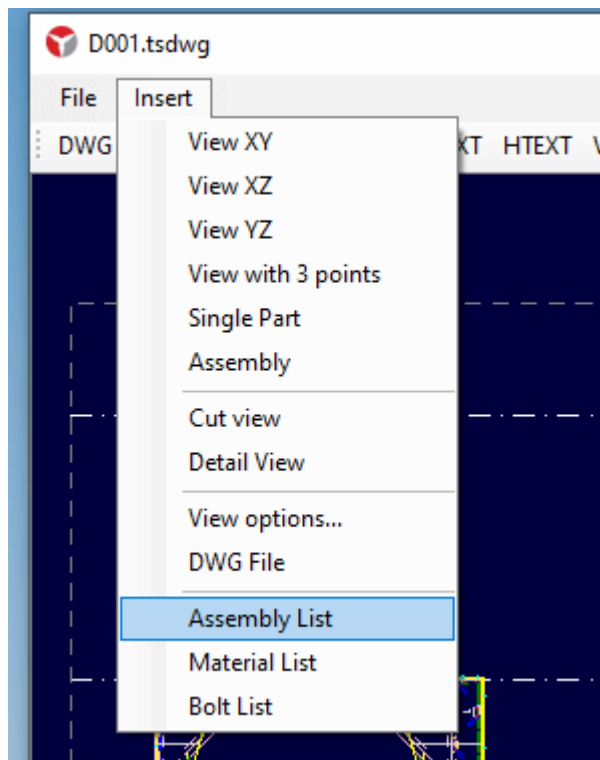 D001.tsdwg
File Insert
DWG HTEXT
View XY
View XZ
View YZ
View with 3 points
Single Part
Assembly
Cut view
Detail View
View options...
DWG File
Assembly List
Material List
Bolt List